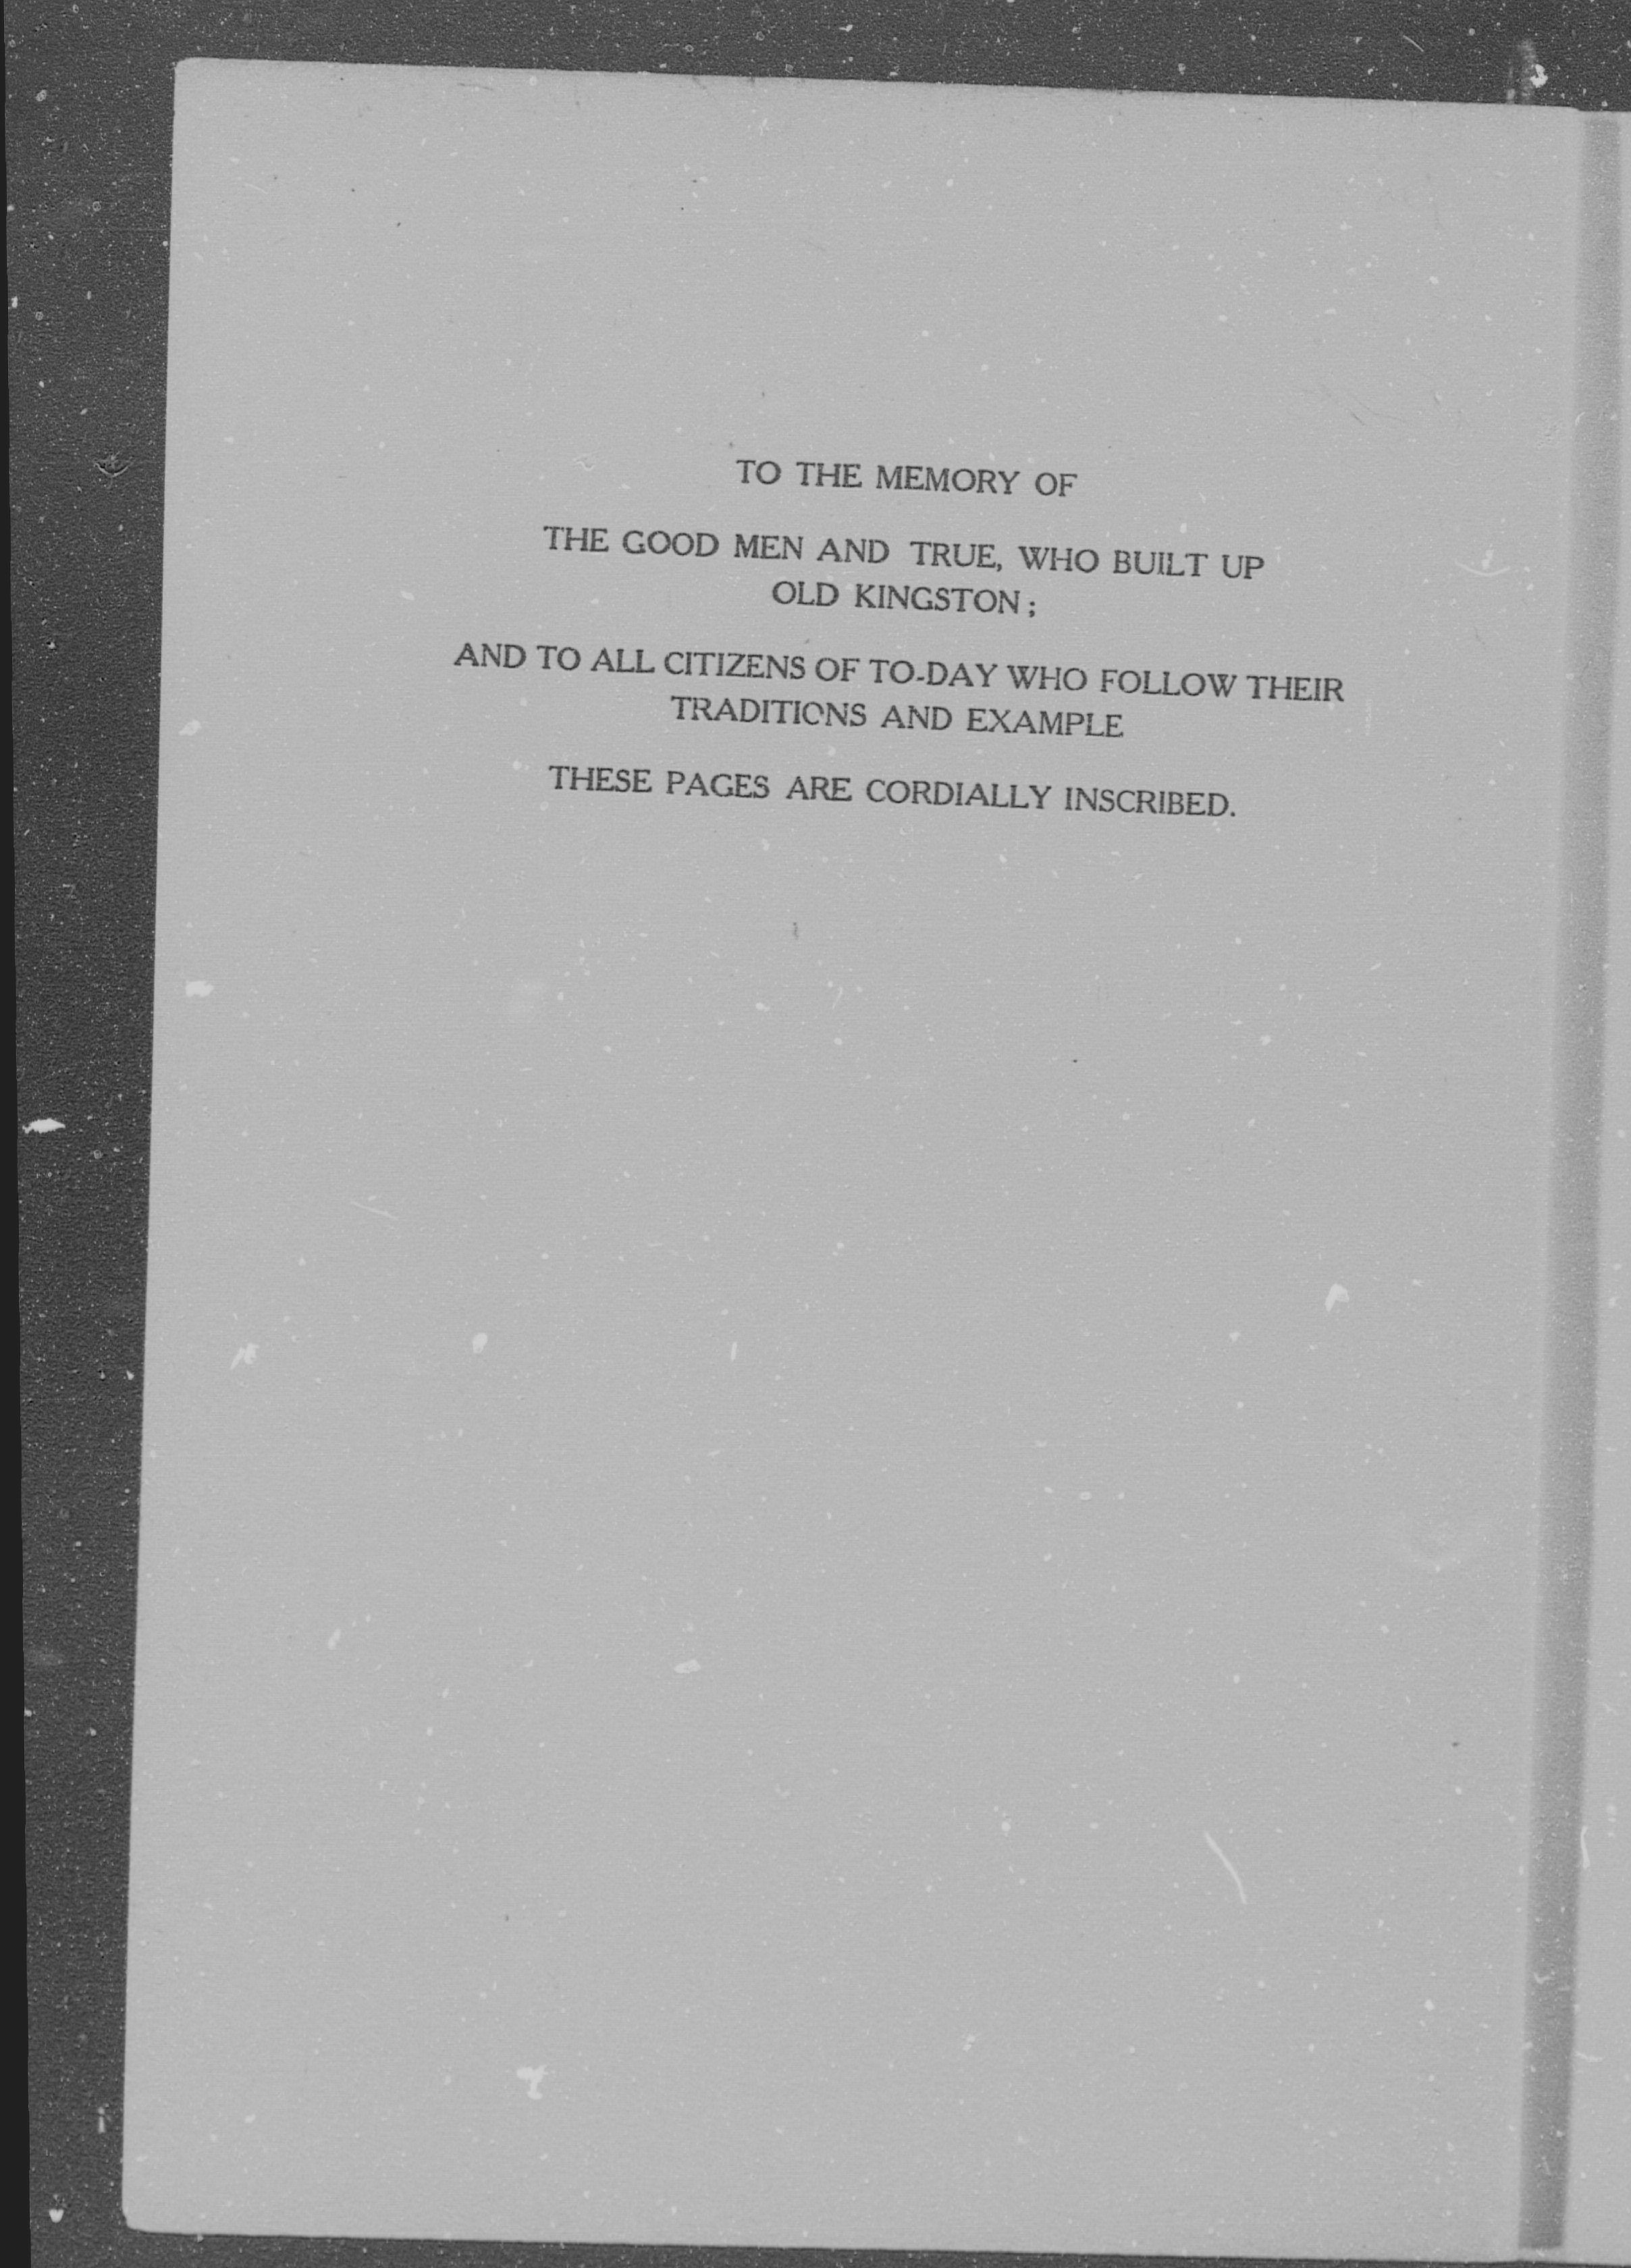 TO THE MEMORY OF
THE GOOD MEN AND TRUE, WHO BUILT UP
OLD KINGSTON;
AND TO ALL CITIZENS OF TO-DAY WHO FOLLOW THEIR
TRADITIONS AND EXAMPLE
THESE PAGES ARE CORDIALLY INSCRIBED.